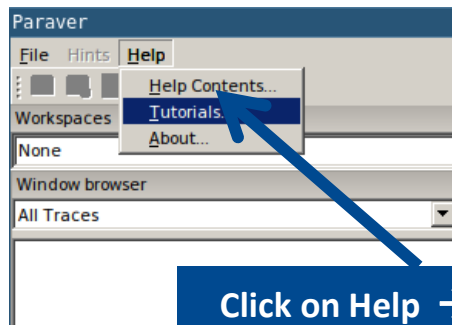 Paraver
File Hints Help
Help Contents...
Tutorials...
About...
Workspaces
None
Window browser
All Traces
Click on Help →